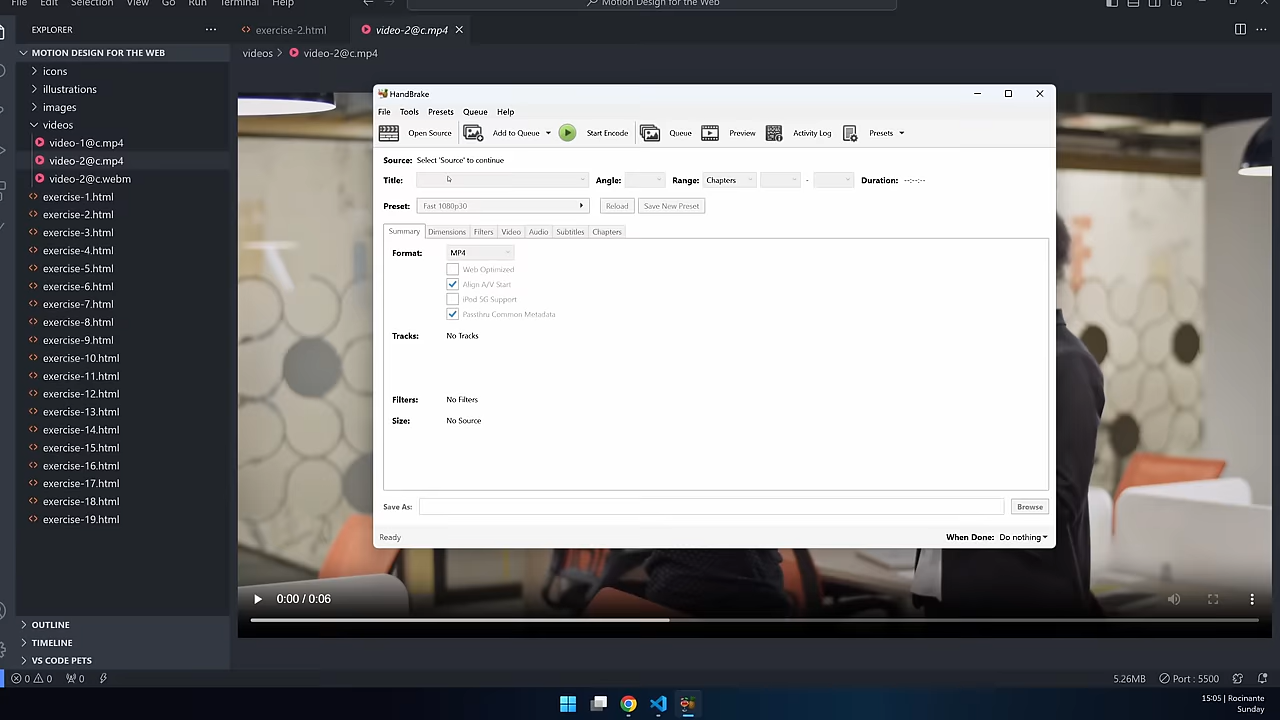 File Edit Selection View Go Run Terminal Help
Motion Design for the Web
EXPLORER
exercise-2.html
video-2@c.mp4
MOTION DESIGN FOR THE WEB
videos > video-2@c.mp4
icons
illustrations
images
videos
video-1@c.mp4
video-2@c.mp4
video-2@c.webm
exercise-1.html
exercise-2.html
exercise-3.html
exercise-4.html
exercise-5.html
exercise-6.html
exercise-7.html
exercise-8.html
exercise-9.html
exercise-10.html
exercise-11.html
exercise-12.html
exercise-13.html
exercise-14.html
exercise-15.html
exercise-16.html
exercise-17.html
exercise-18.html
exercise-19.html
OUTLINE
TIMELINE
VS CODE PETS
HandBrake
File Tools Presets Queue Help
Open Source Add to Queue Start Encode Queue Preview Activity Log Presets
Source: Select 'Source' to continue
Title: Angle: Range: Chapters - Duration: --:--:--
Preset: Fast 1080p30 Reload Save New Preset
Summary Dimensions Filters Video Audio Subtitles Chapters
Format: MP4
Web Optimized
Align A/V Start
iPod 5G Support
Passthru Common Metadata
Tracks: No Tracks
Filters: No Filters
Size: No Source
Save As: Browse
Ready When Done: Do nothing
0:00 / 0:06
0 0 0 5.26MB Port : 5500
15:05 | Rocinante
Sunday